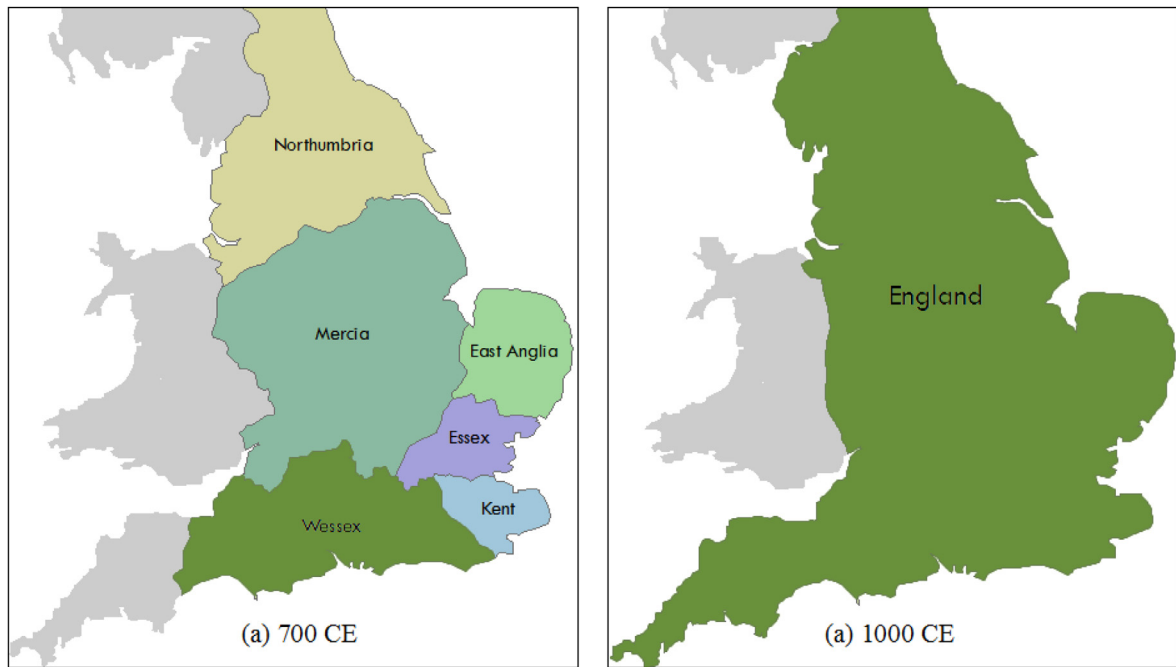 Northumbria
Mercia
East Anglia
Essex
Kent
Wessex
(a) 700 CE
England
(a) 1000 CE